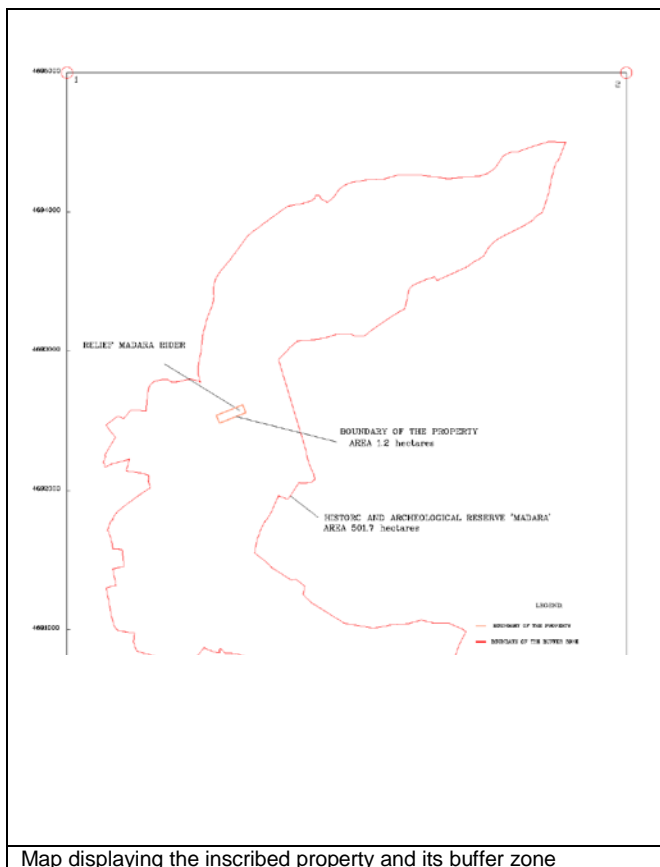 4695000
1
4694000
4693000
RELIEF MADARA RIDER
BOUNDARY OF THE PROPERTY
AREA 1.2 hectares
4692000
HISTORC AND ARCHEOLOGICAL RESERVE 'MADARA'
AREA 501.7 hectares
LEGEND
4691000
BOUNDARY OF THE PROPERTY
BOUNDARY OF THE BUFFER ZONE
Map displaying the inscribed property and its buffer zone